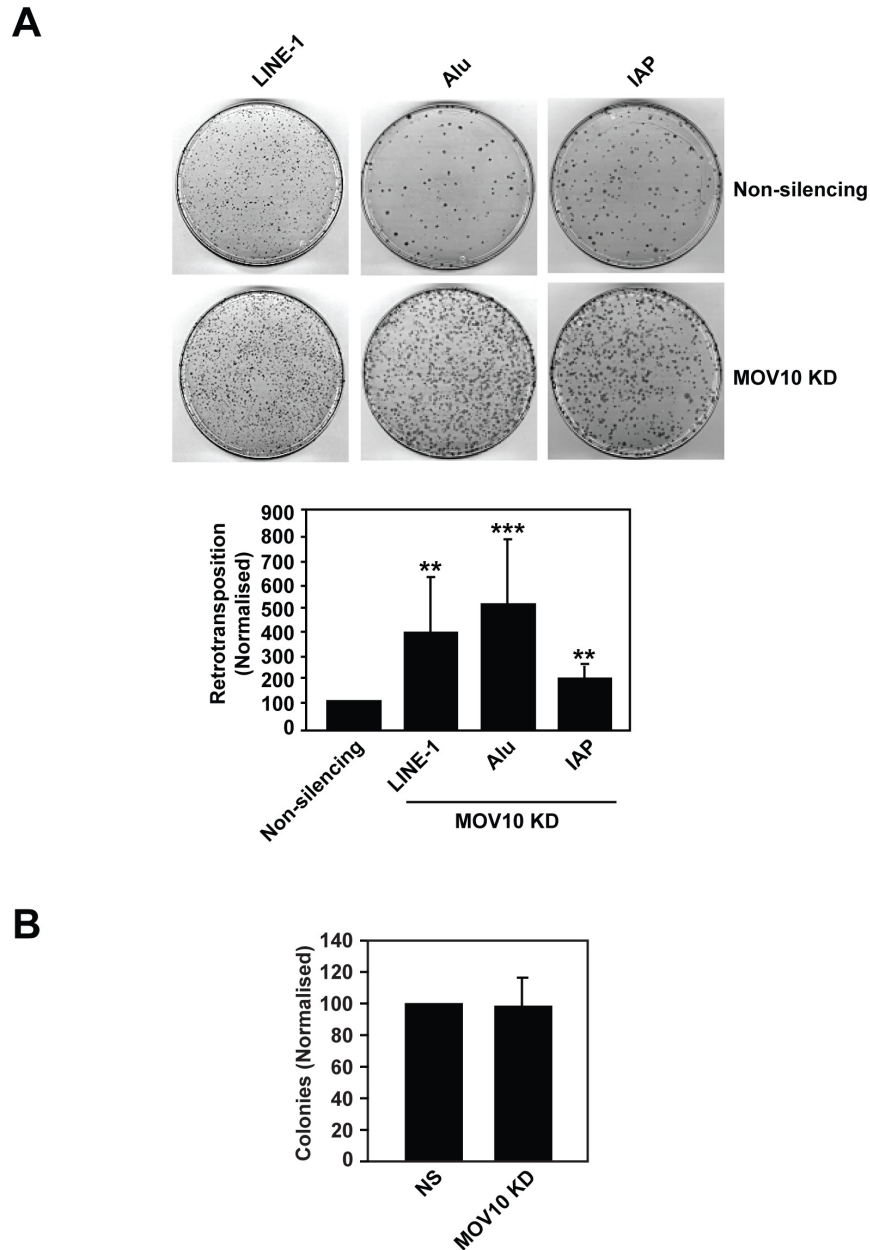 A
LINE-1
Alu
IAP
Non-silencing
MOV10 KD
Retrotransposition
(Normalised)
900
800
700
600
500
400
300
200
100
0
**
***
**
Non-silencing
LINE-1
Alu
IAP
MOV10 KD
B
Colonies (Normalised)
140
120
100
80
60
40
20
0
NS
MOV10 KD